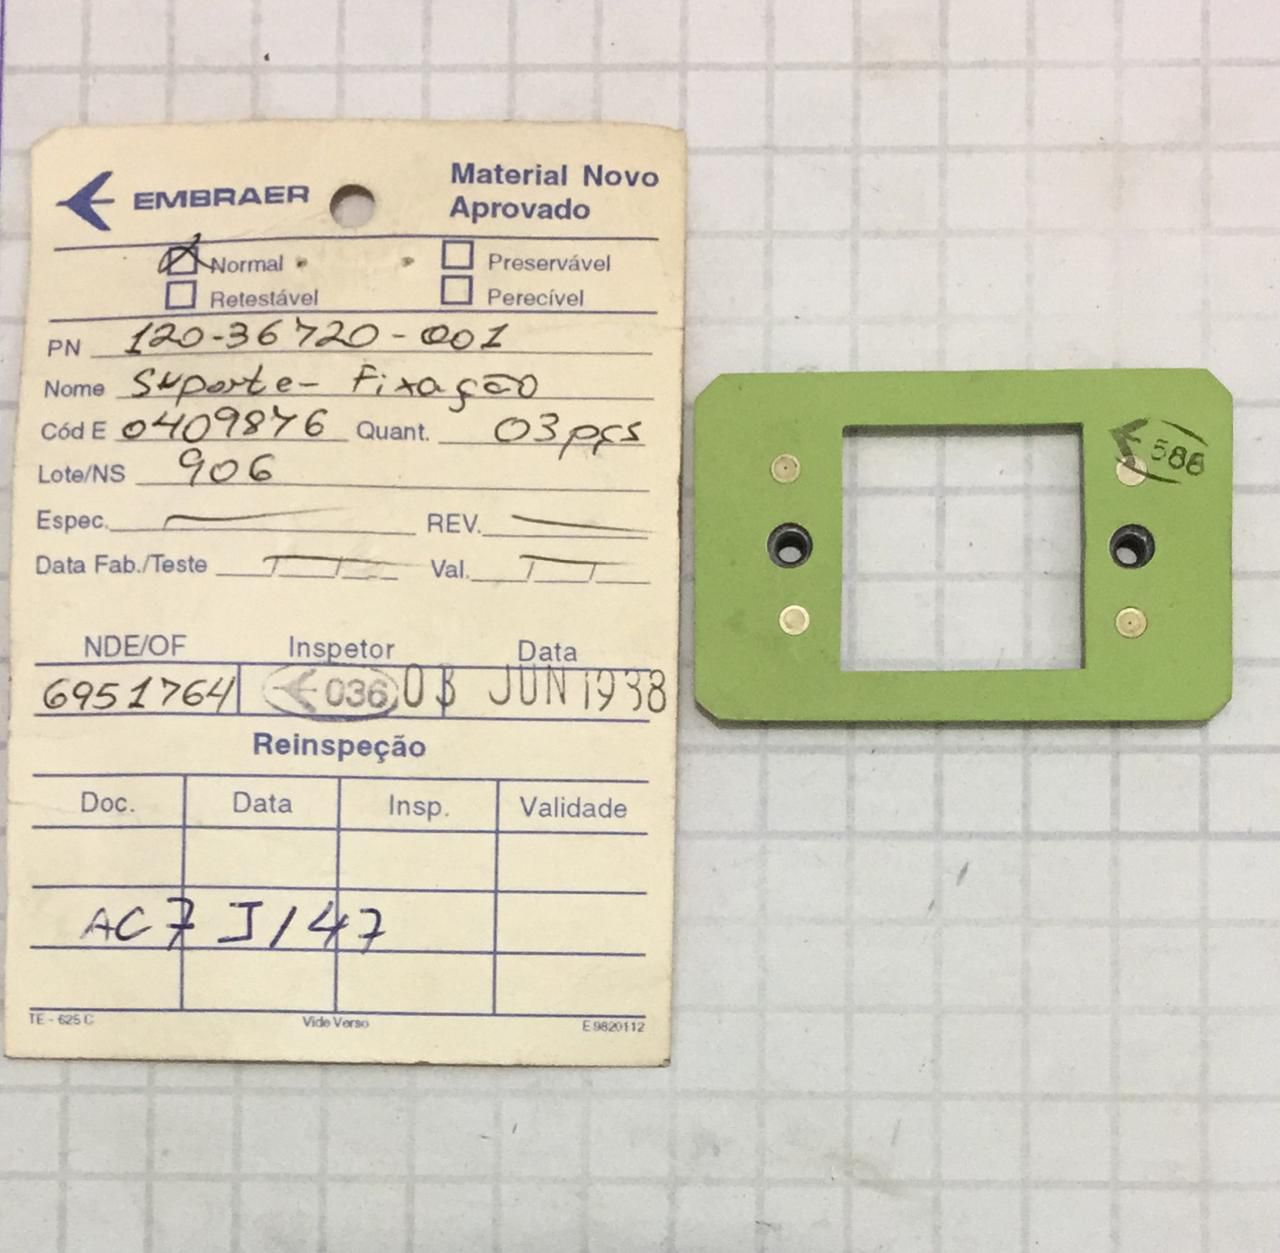 EMBRAER
Material Novo
Aprovado
Normal
Preservável
Retestável
Perecível
PN 120-36720-001
Nome Suporte- Fixação
Cód E 0409876 Quant. 03 pçs
Lote/NS 906
Espec. REV.
Data Fab./Teste Val.
NDE/OF Inspetor Data
6951764 036 03 JUN 1938
Reinspeção
Doc. Data Insp. Validade
AC7 J/47
TE - 625 C Vide Verso E9820112
586